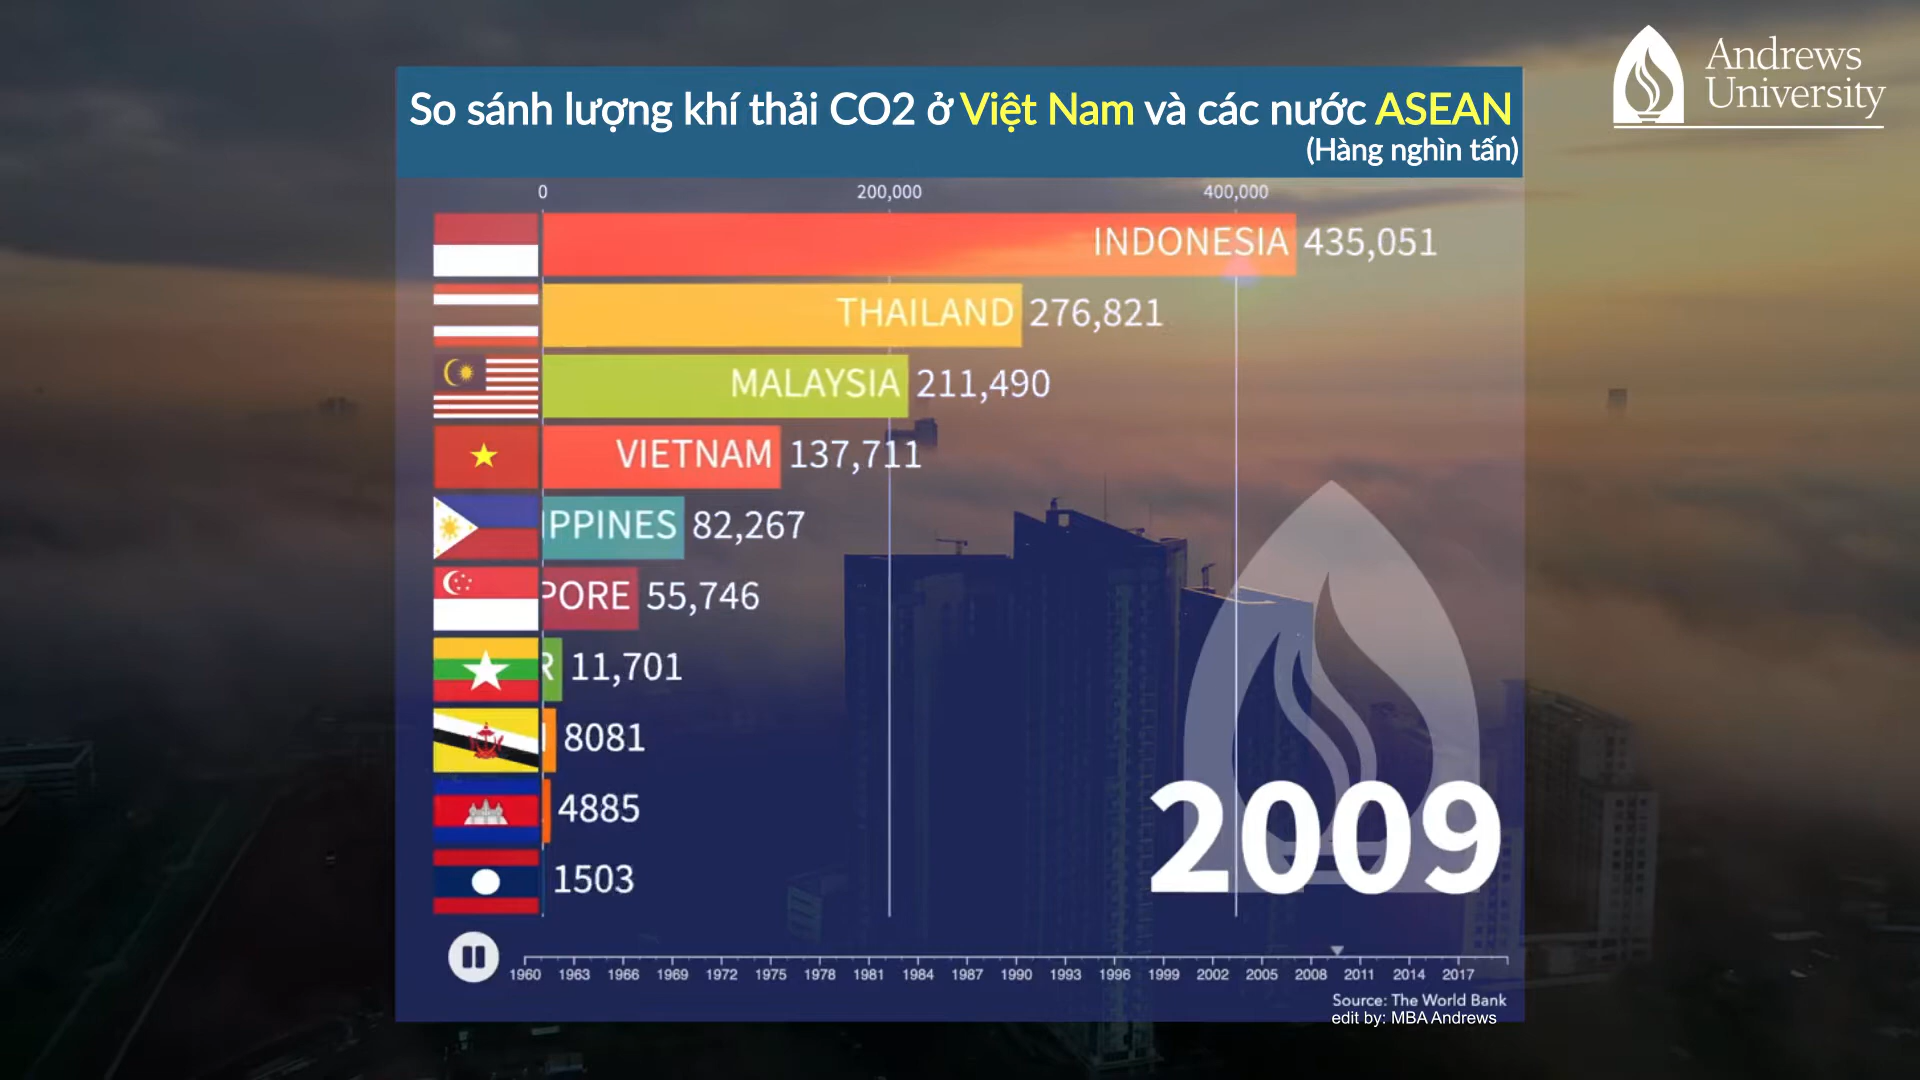 Andrews
University
So sánh lượng khí thải CO2 ở Việt Nam và các nước ASEAN
(Hàng nghìn tấn)
0 200,000 400,000
INDONESIA 435,051
THAILAND 276,821
MALAYSIA 211,490
VIETNAM 137,711
IPPINES 82,267
PORE 55,746
R 11,701
8081
4885
1503
2009
1960 1963 1966 1969 1972 1975 1978 1981 1984 1987 1990 1993 1996 1999 2002 2005 2008 2011 2014 2017
Source: The World Bank
edit by: MBA Andrews